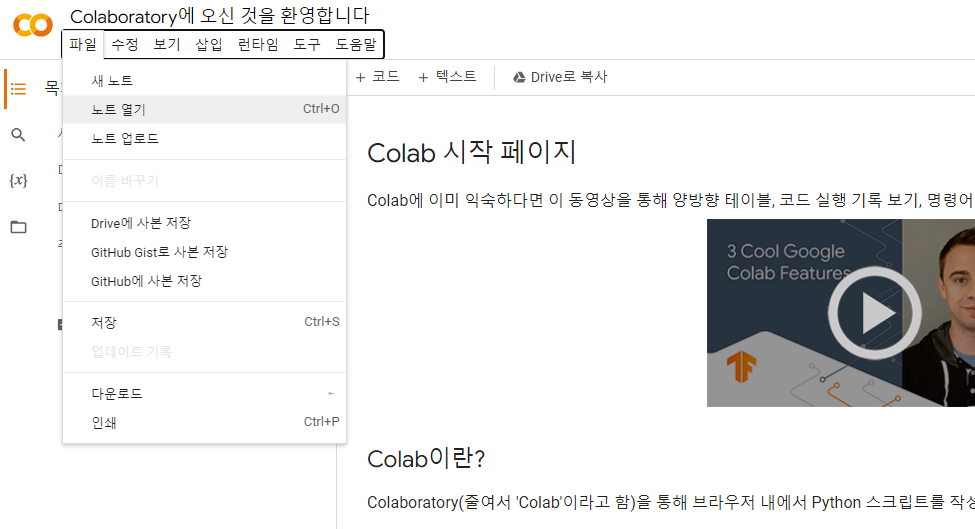 Colaboratory에 오신 것을 환영합니다
파일 수정 보기 삽입 런타임 도구 도움말
+ 코드 + 텍스트 Drive로 복사
새 노트
노트 열기 Ctrl+O
노트 업로드
이름 바꾸기
Drive에 사본 저장
GitHub Gist로 사본 저장
GitHub에 사본 저장
저장 Ctrl+S
업데이트 기록
다운로드
인쇄 Ctrl+P
{x}
Colab 시작 페이지
Colab에 이미 익숙하다면 이 동영상을 통해 양방향 테이블, 코드 실행 기록 보기, 명령어
3 Cool Google
Colab Features
Colab이란?
Colaboratory(줄여서 'Colab'이라고 함)을 통해 브라우저 내에서 Python 스크립트를 작성